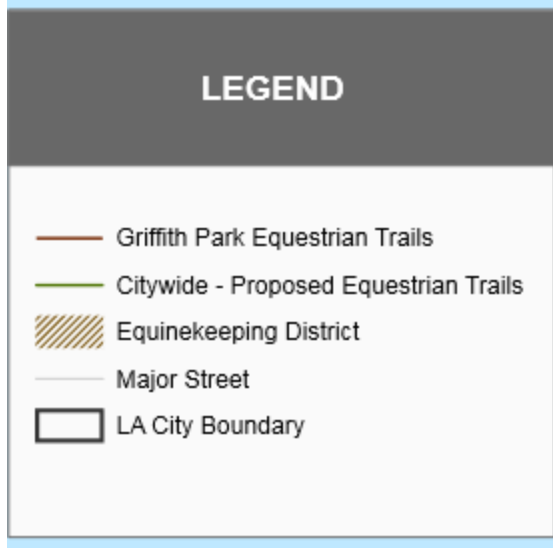 LEGEND
Griffith Park Equestrian Trails
Citywide - Proposed Equestrian Trails
Equinekeeping District
Major Street
LA City Boundary